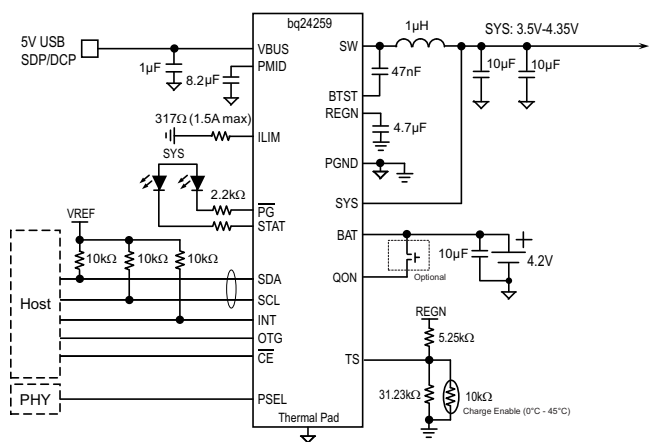 bq24259
5V USB
SDP/DCP
VBUS
PMID
1µF
8.2µF
317Ω (1.5A max)
ILIM
SYS
2.2kΩ
PG
STAT
VREF
10kΩ
10kΩ
10kΩ
Host
SDA
SCL
INT
OTG
CE
PHY
PSEL
Thermal Pad
SW
1µH
SYS: 3.5V-4.35V
10µF
10µF
47nF
BTST
REGN
4.7µF
PGND
SYS
BAT
10µF
4.2V
Optional
QON
REGN
5.25kΩ
TS
31.23kΩ
10kΩ
Charge Enable (0°C - 45°C)